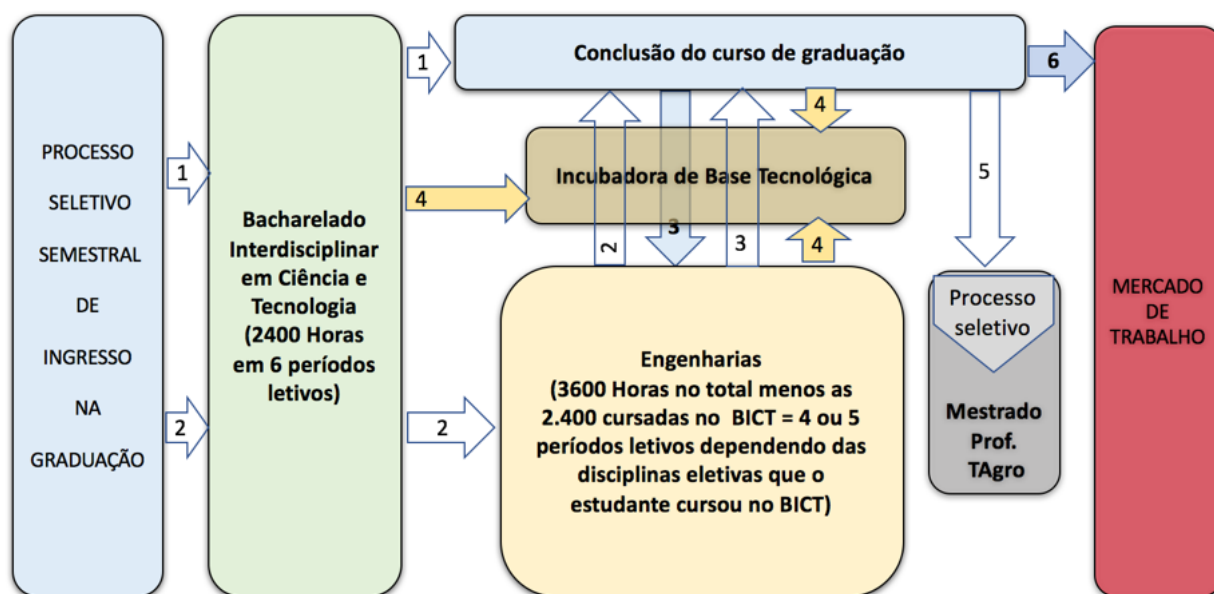 PROCESSO
SELETIVO
SEMESTRAL
DE
INGRESSO
NA
GRADUAÇÃO
1
2
Bacharelado
Interdisciplinar
em Ciência e
Tecnologia
(2400 Horas
em 6 períodos
letivos)
1
4
2
Conclusão do curso de graduação
6
4
Incubadora de Base Tecnológica
2
3
3
4
5
Engenharias
(3600 Horas no total menos as
2.400 cursadas no BICT = 4 ou 5
períodos letivos dependendo das
disciplinas eletivas que o
estudante cursou no BICT)
Processo
seletivo
Mestrado
Prof.
TAgro
MERCADO
DE
TRABALHO